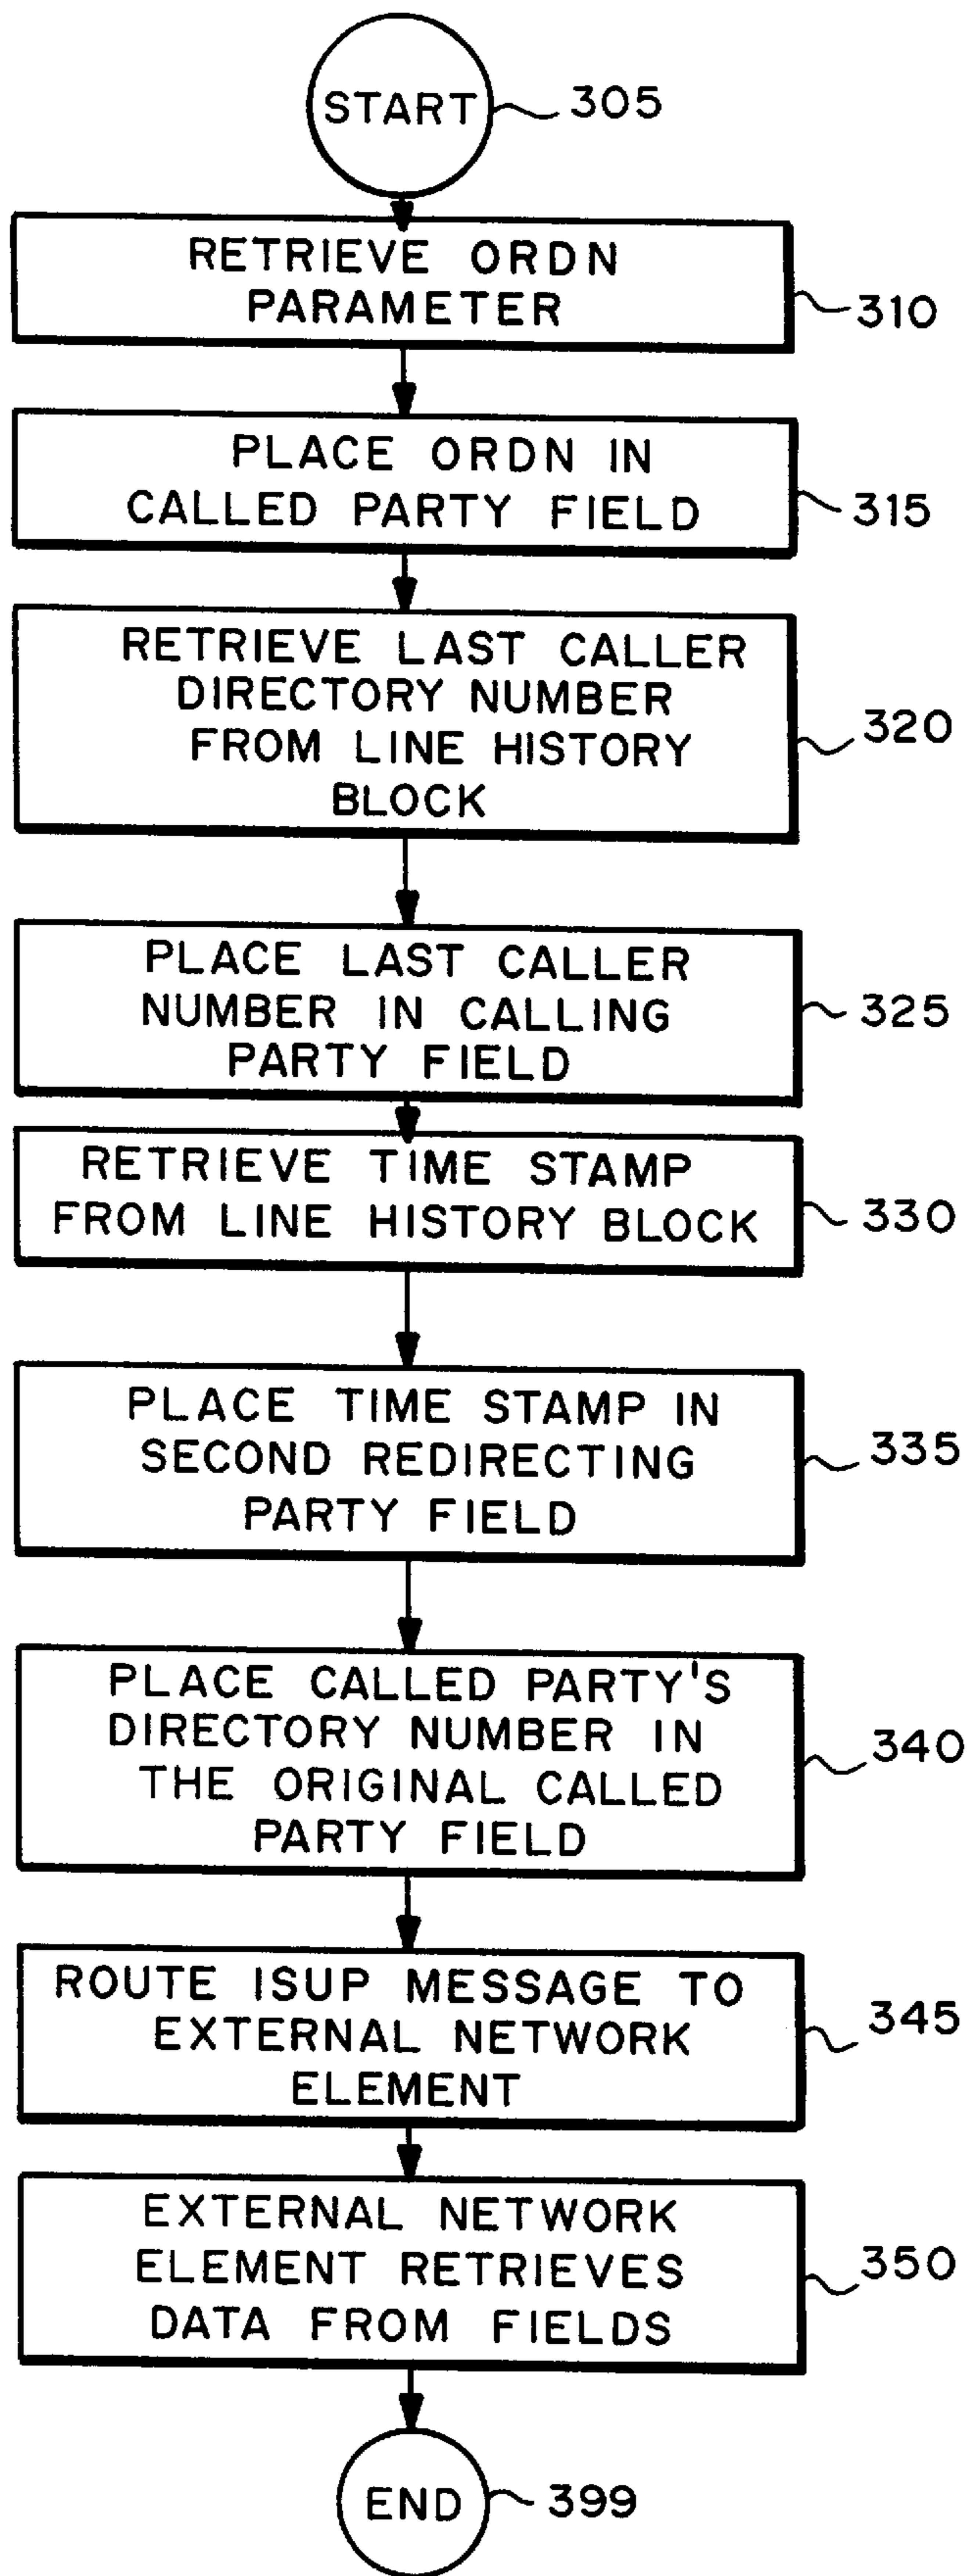 START
305
RETRIEVE ORDN
PARAMETER
310
PLACE ORDN IN
CALLED PARTY FIELD
315
RETRIEVE LAST CALLER
DIRECTORY NUMBER
FROM LINE HISTORY
BLOCK
320
PLACE LAST CALLER
NUMBER IN CALLING
PARTY FIELD
325
RETRIEVE TIME STAMP
FROM LINE HISTORY BLOCK
330
PLACE TIME STAMP IN
SECOND REDIRECTING
PARTY FIELD
335
PLACE CALLED PARTY'S
DIRECTORY NUMBER IN
THE ORIGINAL CALLED
PARTY FIELD
340
ROUTE ISUP MESSAGE TO
EXTERNAL NETWORK
ELEMENT
345
EXTERNAL NETWORK
ELEMENT RETRIEVES
DATA FROM FIELDS
350
END
399